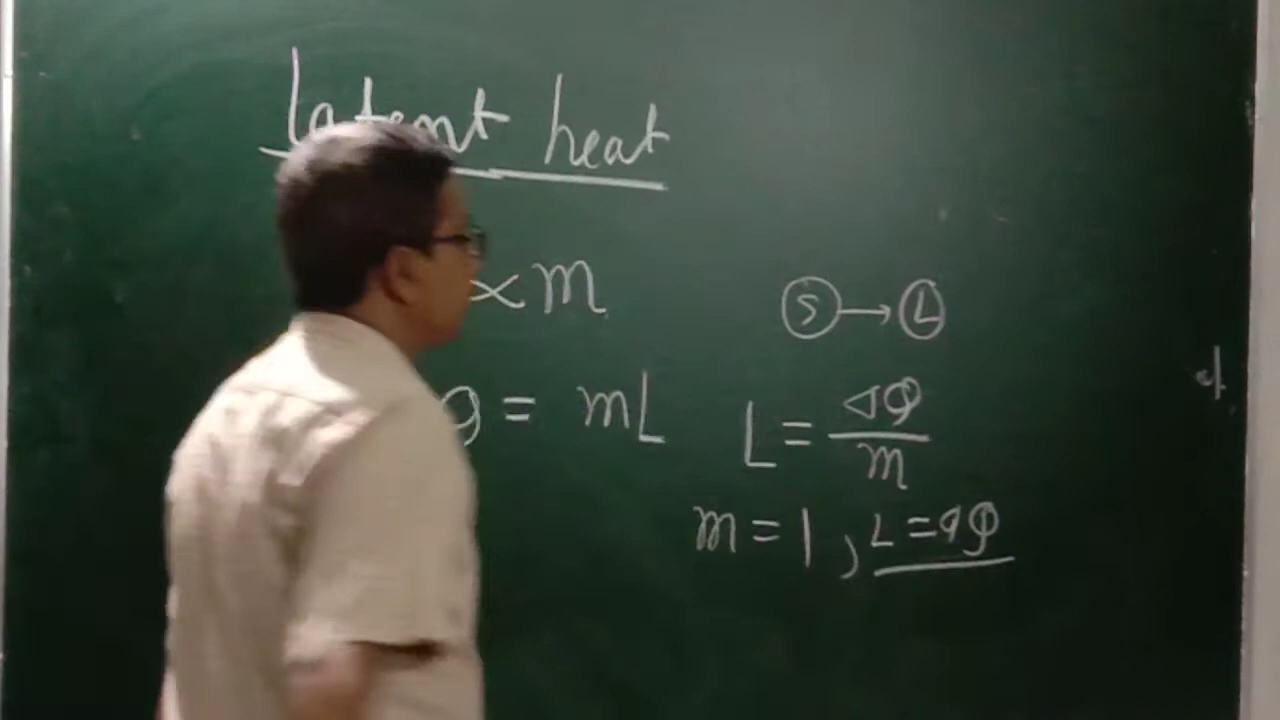 Latent heat
∝ m
S → L
Q = mL
L = ΔQ/m
m = 1, L = ΔQ